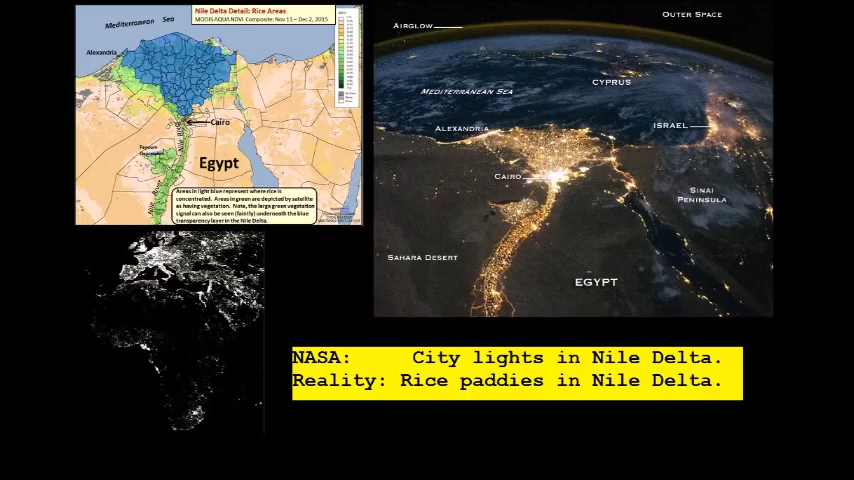 Mediterranean Sea
Nile Delta Detail: Rice Areas
MODIS AQUA NDVI Composite: Nov 11 – Dec 2, 2015
Alexandria
Cairo
Fayoum
Depression
Egypt
Nile
Areas in light blue represent where rice is
concentrated. Areas in green are depicted by satellite
as having vegetation. Note, the large green vegetation
signal can also be seen (faintly) underneath the blue
transparency layer in the Nile Delta.
AIRGLOW
OUTER SPACE
CYPRUS
MEDITERRANEAN SEA
ALEXANDRIA
ISRAEL
CAIRO
SINAI
PENINSULA
SAHARA DESERT
EGYPT
NASA: City lights in Nile Delta.
Reality: Rice paddies in Nile Delta.